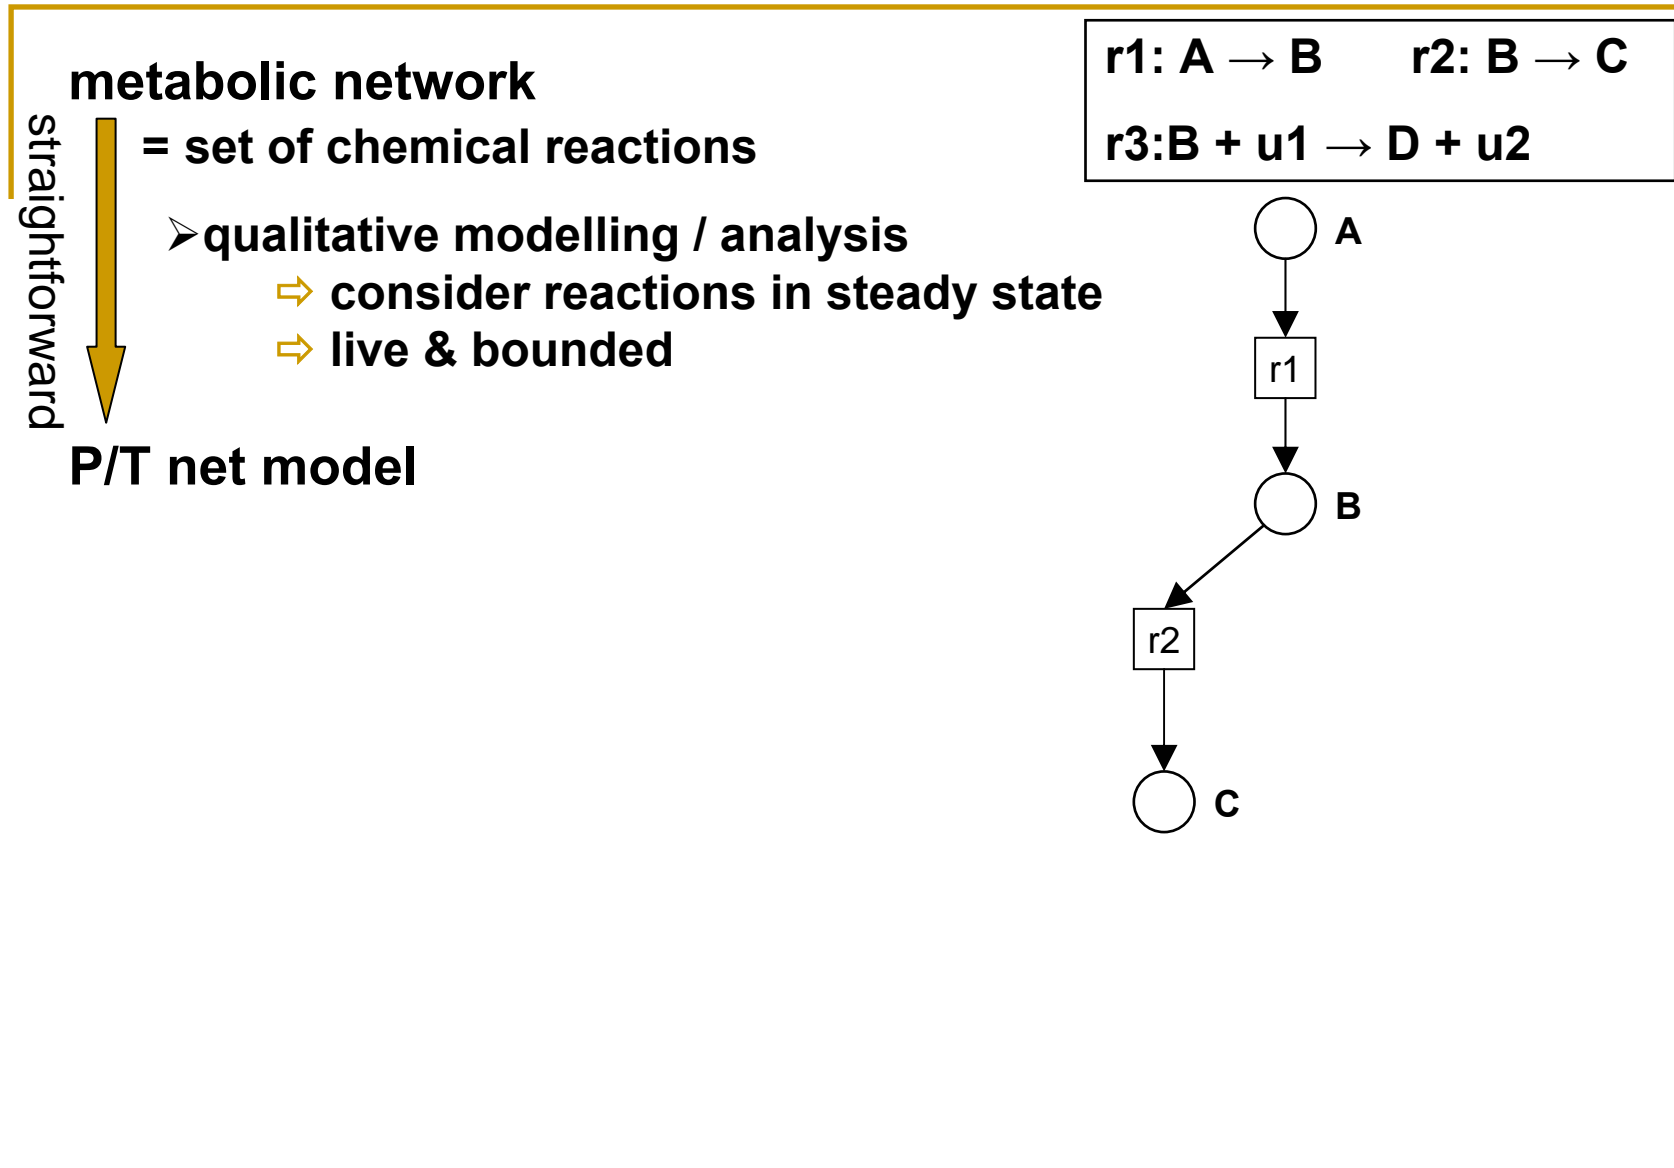 metabolic network
= set of chemical reactions
straightforward
➢qualitative modelling / analysis
⇨ consider reactions in steady state
⇨ live & bounded
P/T net model
r1: A → B r2: B → C
r3:B + u1 → D + u2
A
r1
B
r2
C